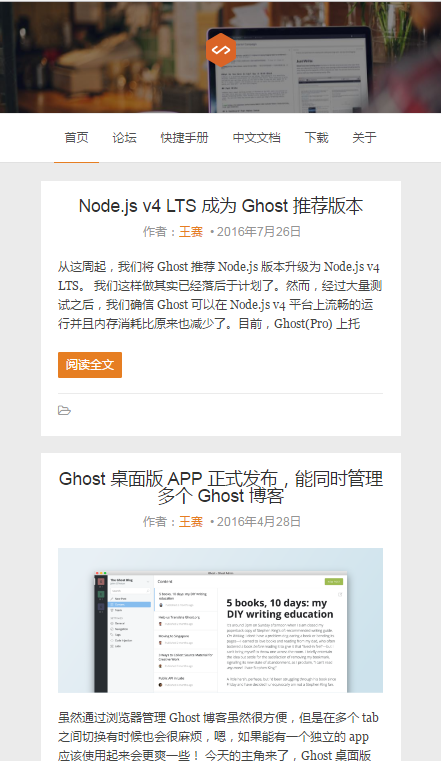 首页 论坛 快捷手册 中文文档 下载 关于
Node.js v4 LTS 成为 Ghost 推荐版本
作者：王赛 • 2016年7月26日
从这周起，我们将 Ghost 推荐 Node.js 版本升级为 Node.js v4
LTS。 我们这样做其实已经落后于计划了。然而，经过大量测
试之后，我们确信 Ghost 可以在 Node.js v4 平台上流畅的运
行并且内存消耗比原来也减少了。目前，Ghost(Pro) 上托
阅读全文
Ghost 桌面版 APP 正式发布，能同时管理
多个 Ghost 博客
作者：王赛 • 2016年4月28日
Content
5 books, 10 days: my
DIY writing education
虽然通过浏览器管理 Ghost 博客虽然很方便，但是在多个 tab
之间切换有时候也会很麻烦，嗯，如果能有一个独立的 app
应该使用起来会更爽一些！ 今天的主角来了，Ghost 桌面版